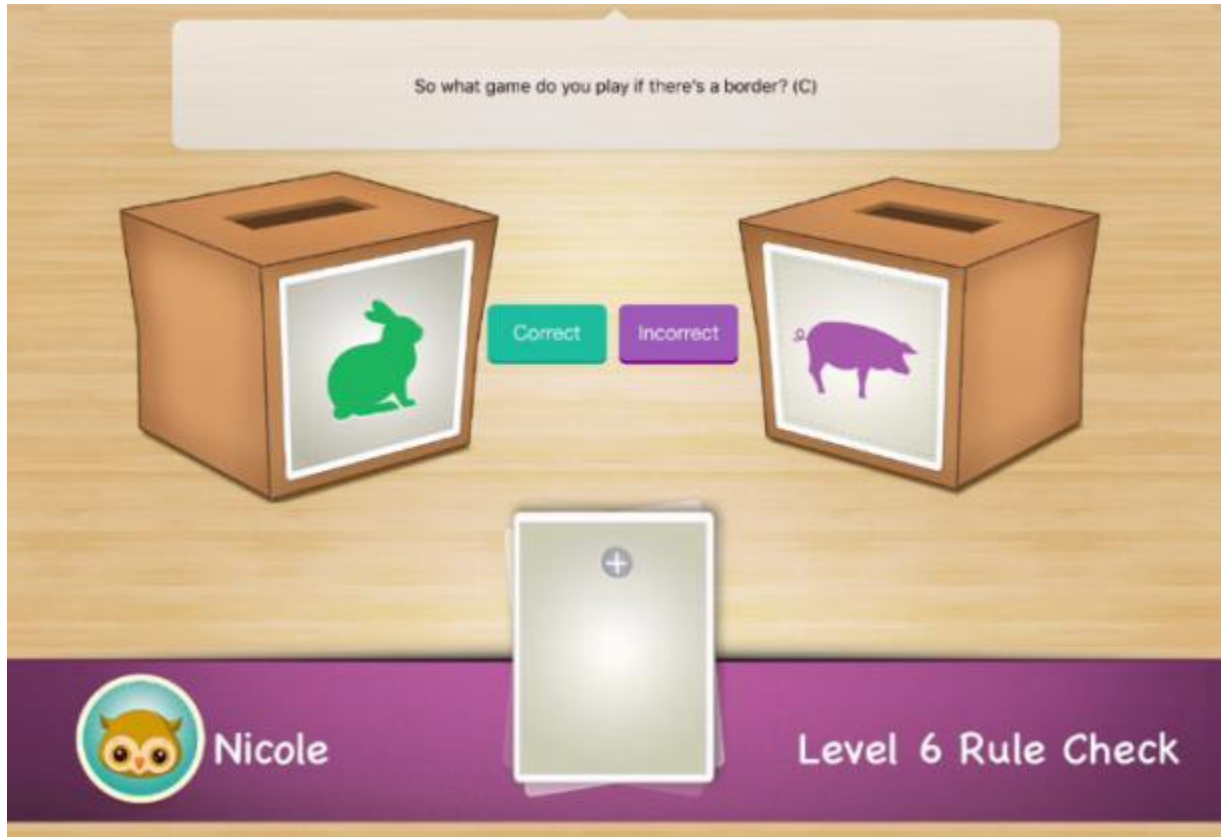 So what game do you play if there's a border? (C)
Correct
Incorrect
Nicole
Level 6 Rule Check